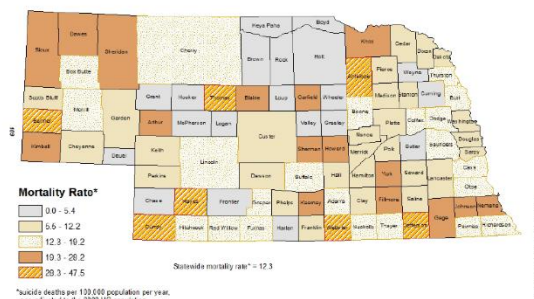 Keya Paha
Boyd
Sioux
Dawes
Sheridan
Cherry
Knox
Cedar
Dixon
Dakota
Brown
Rock
Holt
Box Butte
Antelope
Pierce
Wayne
Thurston
Scotts Bluff
Morrill
Garden
Grant
Hooker
Thomas
Blaine
Loup
Garfield
Wheeler
Madison
Stanton
Cuming
Burt
Banner
Arthur
McPherson
Logan
Custer
Valley
Greeley
Boone
Platte
Colfax
Dodge
Washington
Kimball
Cheyenne
Deuel
Keith
Lincoln
Sherman
Howard
Nance
Merrick
Polk
Butler
Saunders
Douglas
Sarpy
Perkins
Dawson
Buffalo
Hall
Hamilton
York
Seward
Lancaster
Cass
Otoe
Chase
Hayes
Frontier
Gosper
Phelps
Kearney
Adams
Clay
Fillmore
Saline
Gage
Johnson
Nemaha
Dundy
Hitchcock
Red Willow
Furnas
Harlan
Franklin
Webster
Nuckolls
Thayer
Jefferson
Pawnee
Richardson
Mortality Rate*
0.0 - 5.4
5.5 - 12.2
12.3 - 19.2
19.3 - 28.2
28.3 - 47.5
Statewide mortality rate* = 12.3
*suicide deaths per 100,000 population per year,